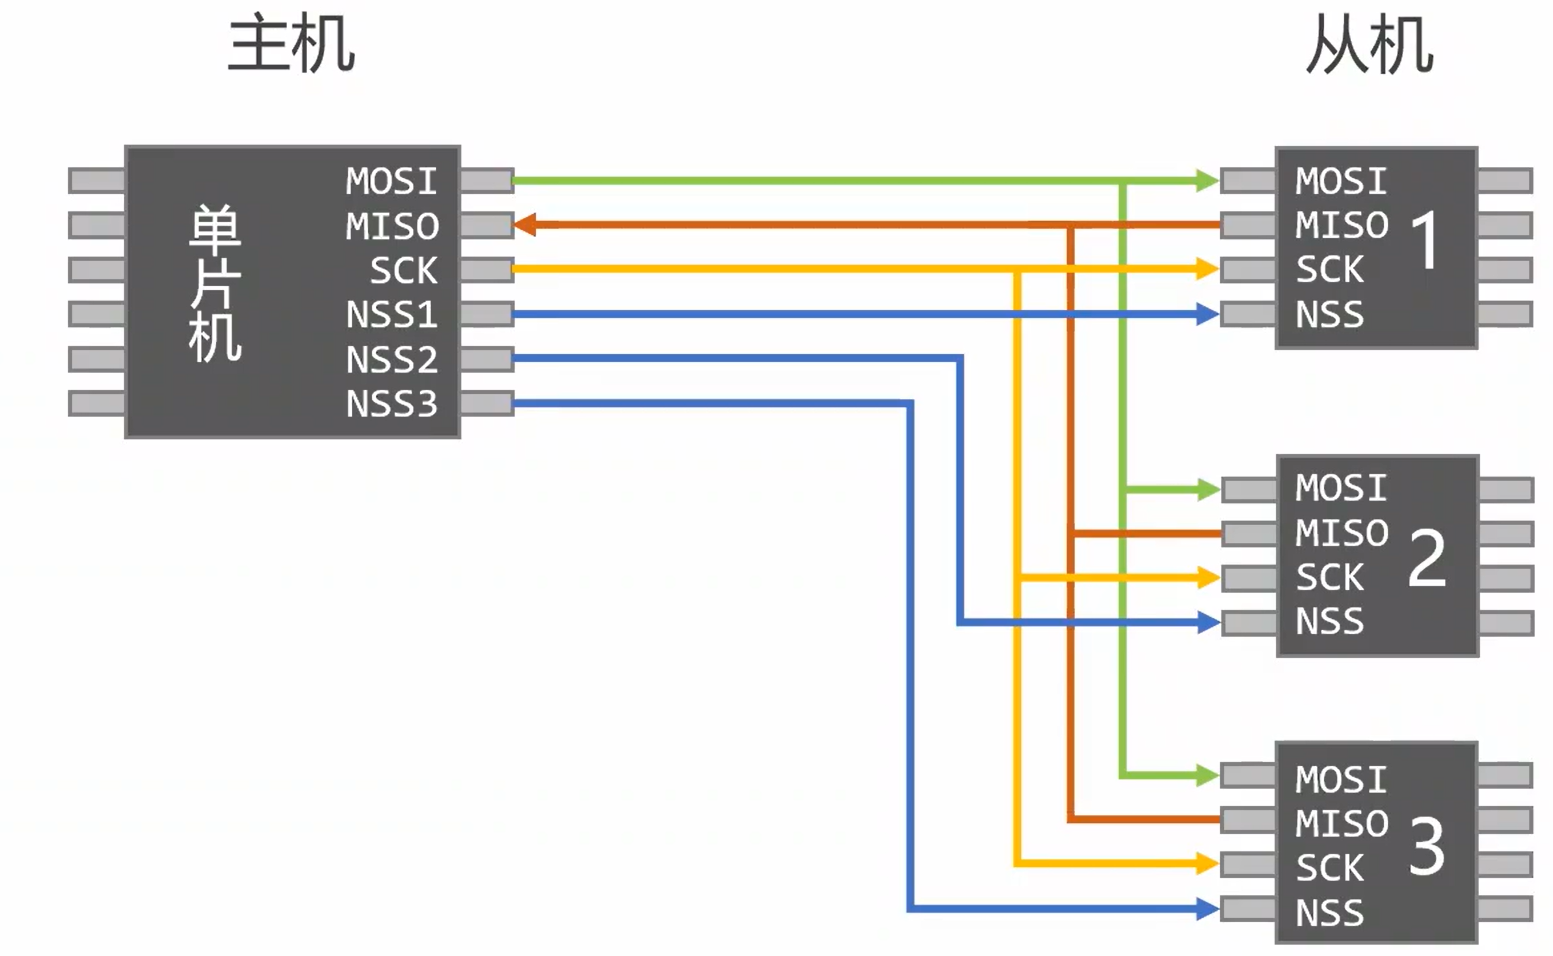 主机
从机
单片机
MOSI
MISO
SCK
NSS1
NSS2
NSS3
MOSI
MISO
SCK
NSS
1
MOSI
MISO
SCK
NSS
2
MOSI
MISO
SCK
NSS
3